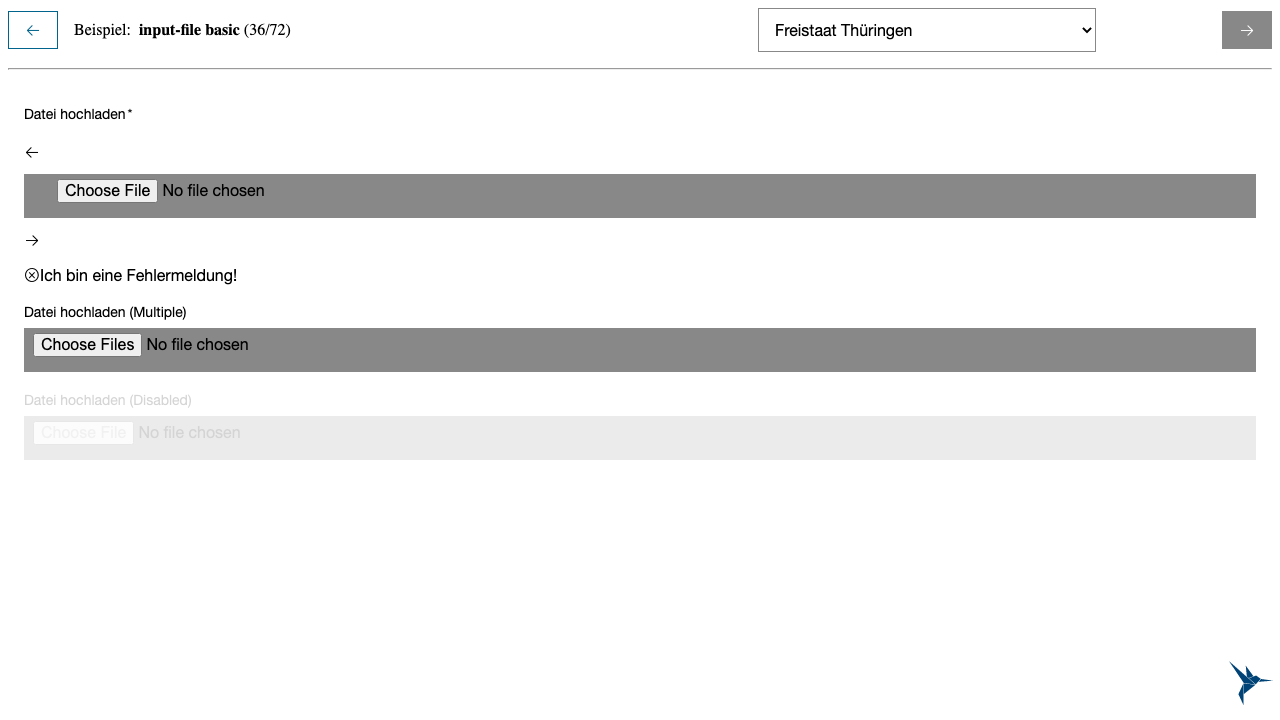 ← Beispiel: input-file basic (36/72) Freistaat Thüringen →
Datei hochladen*
←
Choose File No file chosen
→
Ich bin eine Fehlermeldung!
Datei hochladen (Multiple)
Choose Files No file chosen
Datei hochladen (Disabled)
Choose File No file chosen